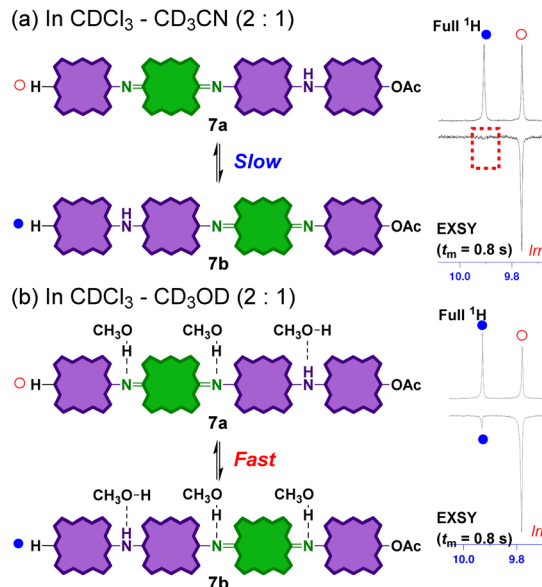 (a) In CDCl3 - CD3CN (2 : 1)
Full 1H
H
N
N
H
N
OAc
7a
Slow
H
H
N
N
N
OAc
7b
EXSY
(tm = 0.8 s)
Irr
10.0 9.8
(b) In CDCl3 - CD3OD (2 : 1)
Full 1H
CH3O CH3O CH3O-H
H H
H
H N N N OAc
7a
Fast
CH3O-H CH3O CH3O
H H H
H N N N OAc
7b
EXSY
(tm = 0.8 s)
Irr
10.0 9.8